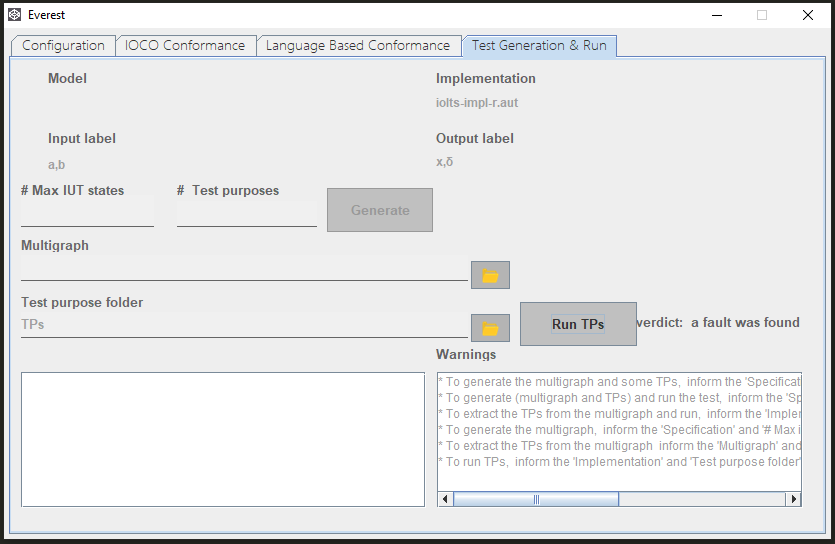 Everest
Configuration
IOCO Conformance
Language Based Conformance
Test Generation & Run
Model
Implementation
iolts-impl-r.aut
Input label
Output label
a,b
x,δ
# Max IUT states
# Test purposes
Generate
Multigraph
Test purpose folder
TPs
Run TPs
verdict: a fault was found
Warnings
* To generate the multigraph and some TPs, inform the 'Specificat
* To generate (multigraph and TPs) and run the test, inform the 'Sp
* To extract the TPs from the multigraph and run, inform the 'Impler
* To generate the multigraph, inform the 'Specification' and '# Max i
* To extract the TPs from the multigraph inform the 'Multigraph' and
* To run TPs, inform the 'Implementation' and 'Test purpose folder'